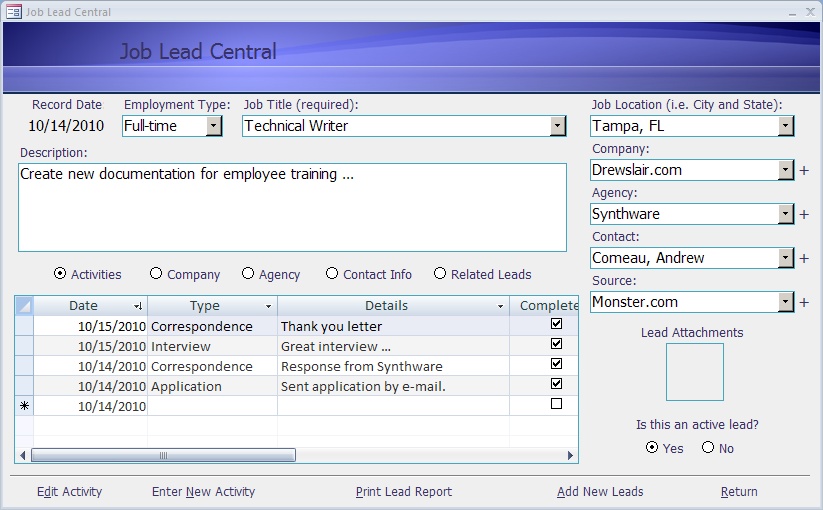 Job Lead Central
Job Lead Central
Record Date Employment Type: Job Title (required): Job Location (i.e. City and State):
10/14/2010 Full-time Technical Writer Tampa, FL
Description:
Create new documentation for employee training ...
Company:
Drewslair.com +
Agency:
Synthware +
Contact:
Comeau, Andrew +
Source:
Monster.com +
Activities Company Agency Contact Info Related Leads
Date Type Details Complete
10/15/2010 Correspondence Thank you letter
10/15/2010 Interview Great interview ...
10/14/2010 Correspondence Response from Synthware
10/14/2010 Application Sent application by e-mail.
* 10/14/2010
Lead Attachments
Is this an active lead?
Yes No
Edit Activity Enter New Activity Print Lead Report Add New Leads Return